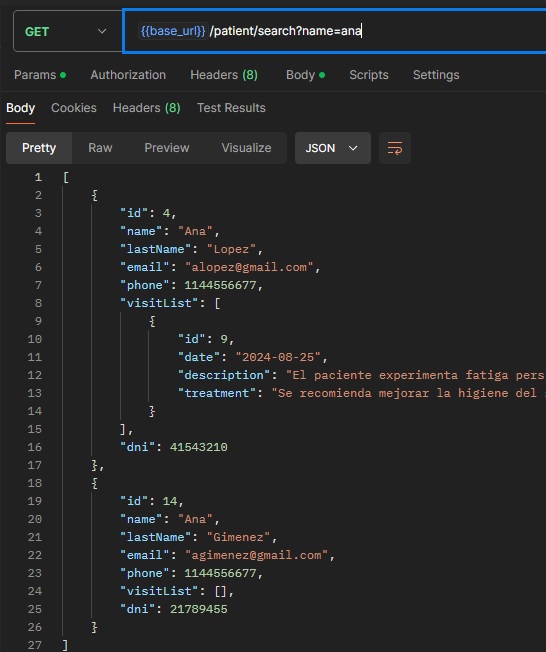 GET {{base_url}} /patient/search?name=ana
Params Authorization Headers (8) Body Scripts Settings
Body Cookies Headers (8) Test Results
Pretty Raw Preview Visualize JSON
1 [
2 {
3 "id": 4,
4 "name": "Ana",
5 "lastName": "Lopez",
6 "email": "alopez@gmail.com",
7 "phone": 1144556677,
8 "visitList": [
9 {
10 "id": 9,
11 "date": "2024-08-25",
12 "description": "El paciente experimenta fatiga pers
13 "treatment": "Se recomienda mejorar la higiene del
14 }
15 ],
16 "dni": 41543210
17 },
18 {
19 "id": 14,
20 "name": "Ana",
21 "lastName": "Gimenez",
22 "email": "agimenez@gmail.com",
23 "phone": 1144556677,
24 "visitList": [],
25 "dni": 21789455
26 }
27 ]